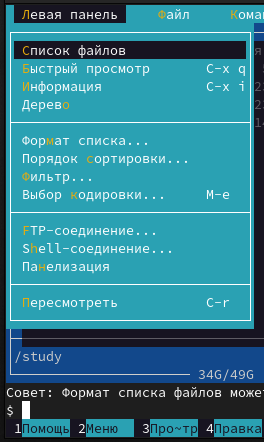 Левая панель Файл Кома
Список файлов
Быстрый просмотр C-x q
Информация C-x i
Дерево
Формат списка...
Порядок сортировки...
Фильтр...
Выбор кодировки... M-e
FTP-соединение...
Shell-соединение...
Панелизация
Пересмотреть C-r
/study
34G/49G
Совет: Формат списка файлов может
$
1Помощь 2Меню 3Про~тр 4Правка